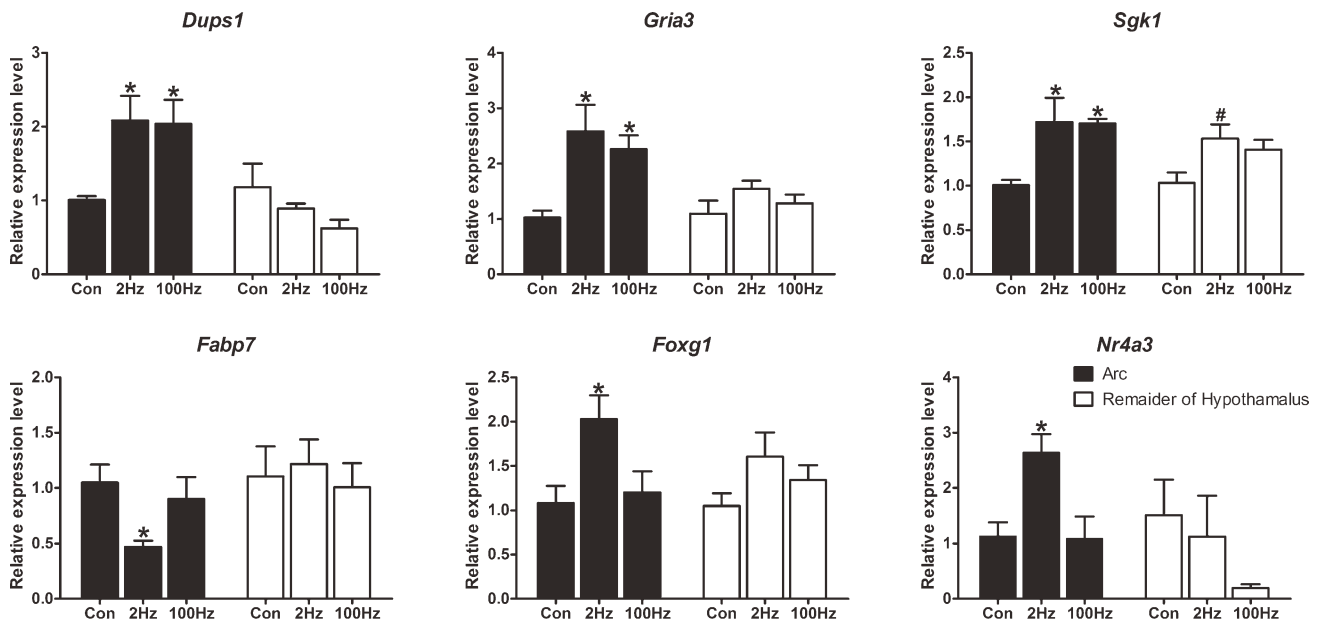 Dups1
Relative expression level
3
2
1
0
*
*
Con 2Hz 100Hz Con 2Hz 100Hz
Gria3
Relative expression level
4
3
2
1
0
*
*
Con 2Hz 100Hz Con 2Hz 100Hz
Sgk1
Relative expression level
2.5
2.0
1.5
1.0
0.5
0.0
*
*
#
Con 2Hz 100Hz Con 2Hz 100Hz
Fabp7
Relative expression level
2.0
1.5
1.0
0.5
0.0
*
Con 2Hz 100Hz Con 2Hz 100Hz
Foxg1
Relative expression level
2.5
2.0
1.5
1.0
0.5
0.0
*
Con 2Hz 100Hz Con 2Hz 100Hz
Nr4a3
Arc
Remaider of Hypothamalus
Relative expression level
4
3
2
1
0
*
Con 2Hz 100Hz Con 2Hz 100Hz